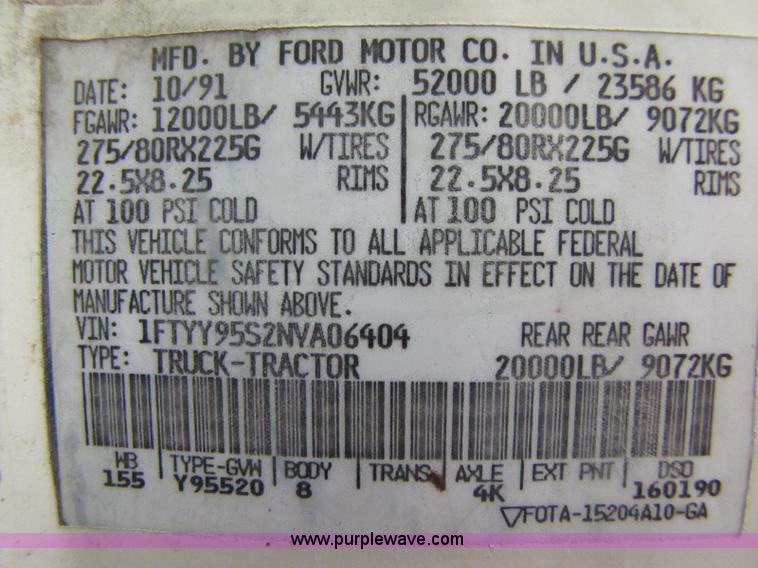 MFD. BY FORD MOTOR CO. IN U.S.A.
DATE: 10/91 GVWR: 52000 LB / 23586 KG
FGAWR: 12000LB/ 5443KG RGAWR: 20000LB/ 9072KG
275/80RX225G W/TIRES 275/80RX225G W/TIRES
22.5X8.25 RIMS 22.5X8.25 RIMS
AT 100 PSI COLD AT 100 PSI COLD
THIS VEHICLE CONFORMS TO ALL APPLICABLE FEDERAL
MOTOR VEHICLE SAFETY STANDARDS IN EFFECT ON THE DATE OF
MANUFACTURE SHOWN ABOVE.
VIN: 1FTYY95S2NVA06404 REAR REAR GAWR
TYPE: TRUCK-TRACTOR 20000LB/ 9072KG
WB TYPE-GVW BODY TRANS AXLE EXT PNT DSO
155 Y95520 8 4K 160190
▽FOTA-15204A10-GA
www.purplewave.com